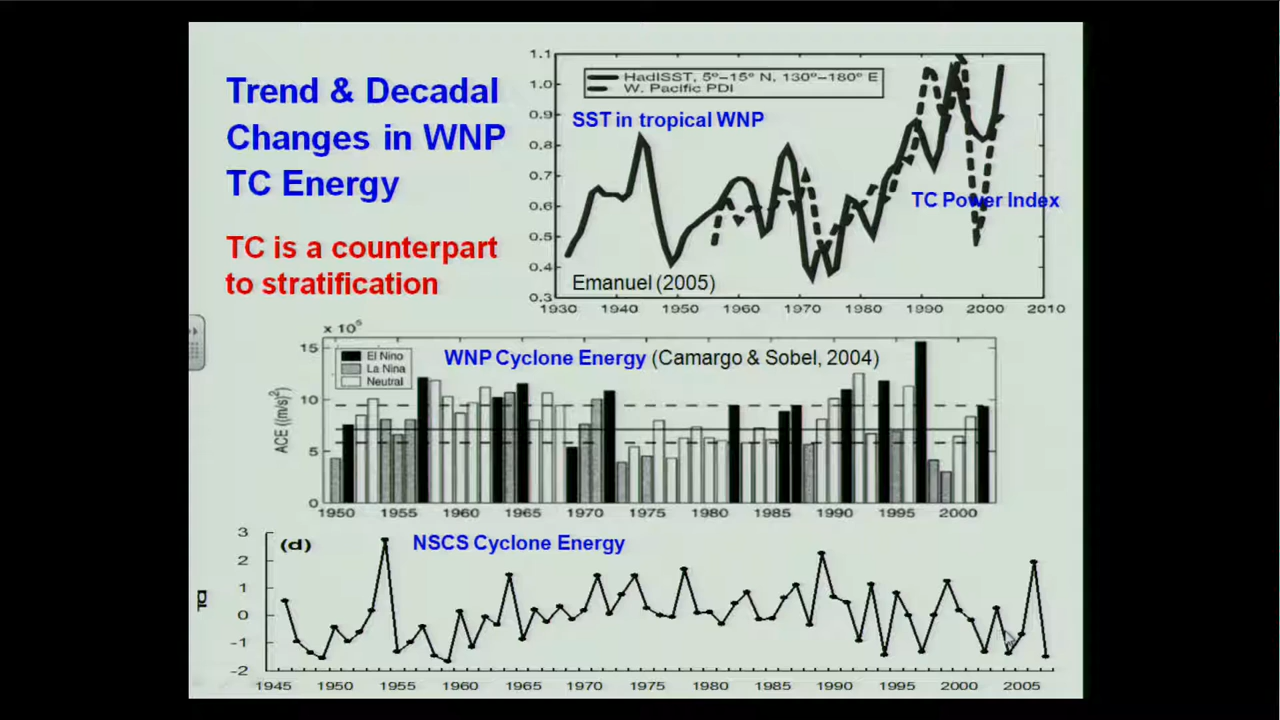 Trend & Decadal
Changes in WNP
TC Energy
TC is a counterpart
to stratification
1.1
1.0
0.9
0.8
0.7
0.6
0.5
0.4
0.3
HadISST, 5°–15° N, 130°–180° E
W. Pacific PDI
SST in tropical WNP
TC Power Index
Emanuel (2005)
1930 1940 1950 1960 1970 1980 1990 2000 2010
x 10⁵
15
10
5
0
ACE ((m/s)²)
El Nino
La Nina
Neutral
WNP Cyclone Energy (Camargo & Sobel, 2004)
1950 1955 1960 1965 1970 1975 1980 1985 1990 1995 2000
3
2
1
0
-1
-2
(d)
NSCS Cyclone Energy
1945 1950 1955 1960 1965 1970 1975 1980 1985 1990 1995 2000 2005